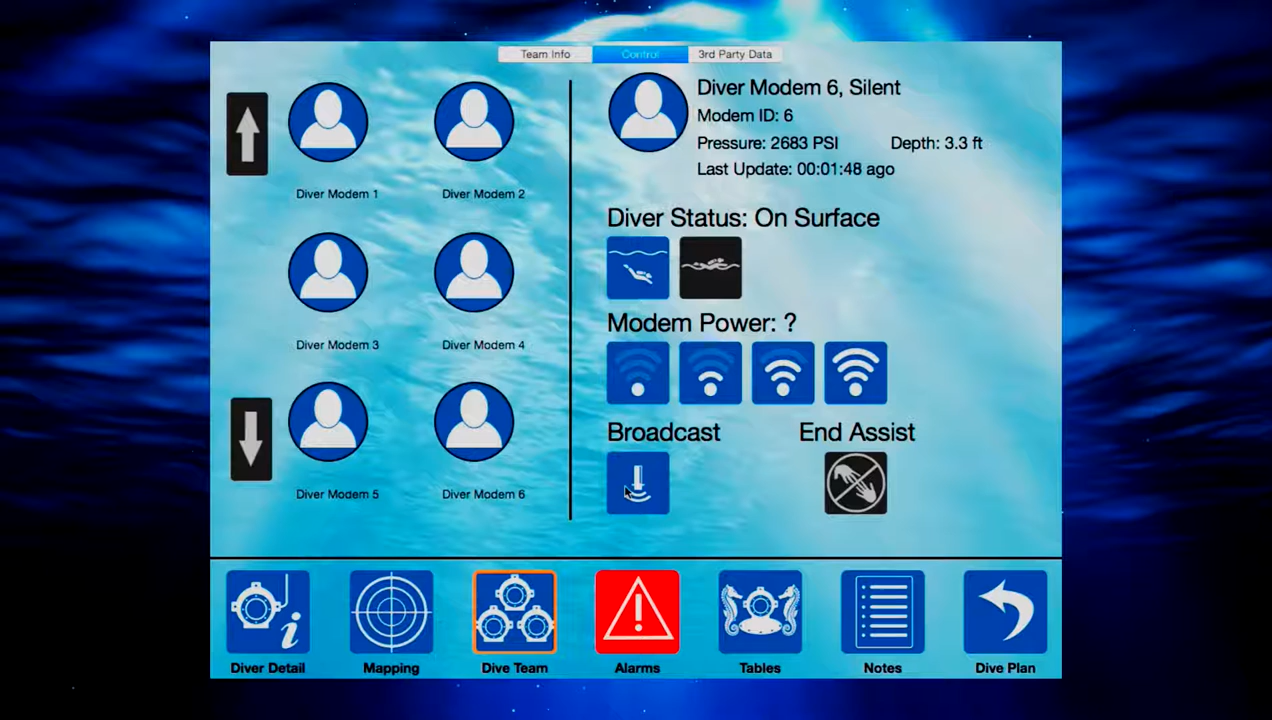 Team Info
Control
3rd Party Data
Diver Modem 1
Diver Modem 2
Diver Modem 3
Diver Modem 4
Diver Modem 5
Diver Modem 6
Diver Modem 6, Silent
Modem ID: 6
Pressure: 2683 PSI Depth: 3.3 ft
Last Update: 00:01:48 ago
Diver Status: On Surface
Modem Power: ?
Broadcast
End Assist
Diver Detail
Mapping
Dive Team
Alarms
Tables
Notes
Dive Plan